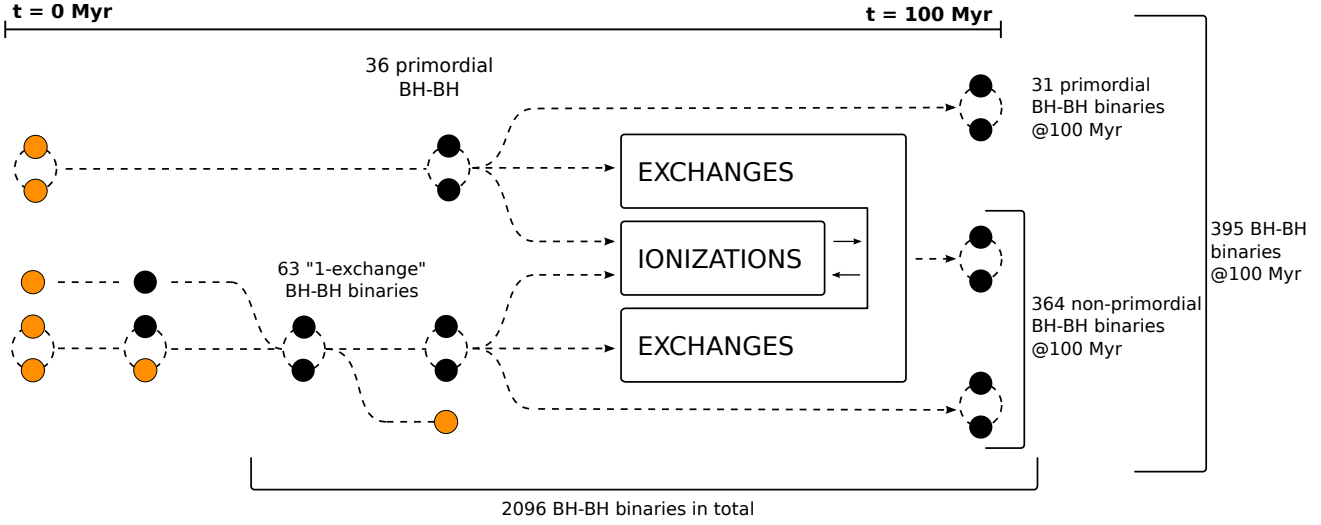 t = 0 Myr
t = 100 Myr
36 primordial
BH-BH
31 primordial
BH-BH binaries
@100 Myr
EXCHANGES
IONIZATIONS
EXCHANGES
63 "1-exchange"
BH-BH binaries
395 BH-BH
binaries
@100 Myr
364 non-primordial
BH-BH binaries
@100 Myr
2096 BH-BH binaries in total